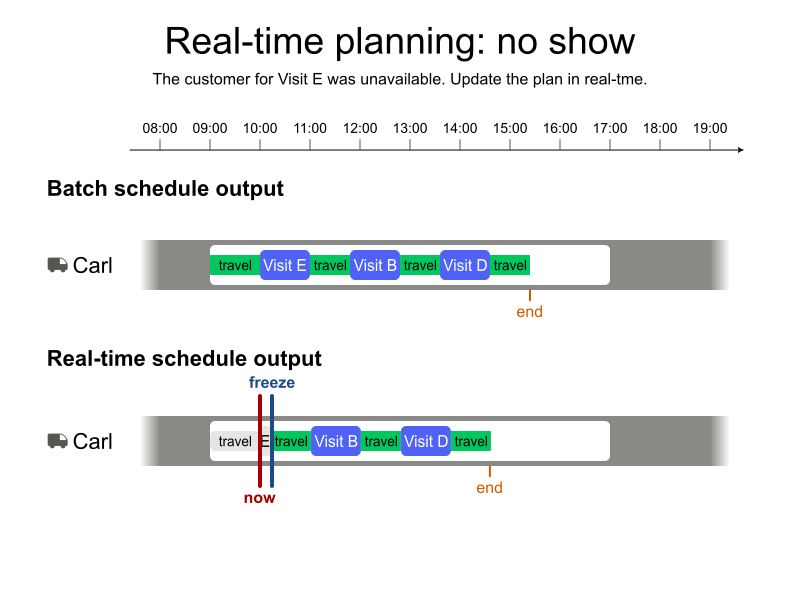 Real-time planning: no show
The customer for Visit E was unavailable. Update the plan in real-tme.
08:00 09:00 10:00 11:00 12:00 13:00 14:00 15:00 16:00 17:00 18:00 19:00
Batch schedule output
Carl travel Visit E travel Visit B travel Visit D travel
end
Real-time schedule output
freeze
Carl travel E travel Visit B travel Visit D travel
end
now